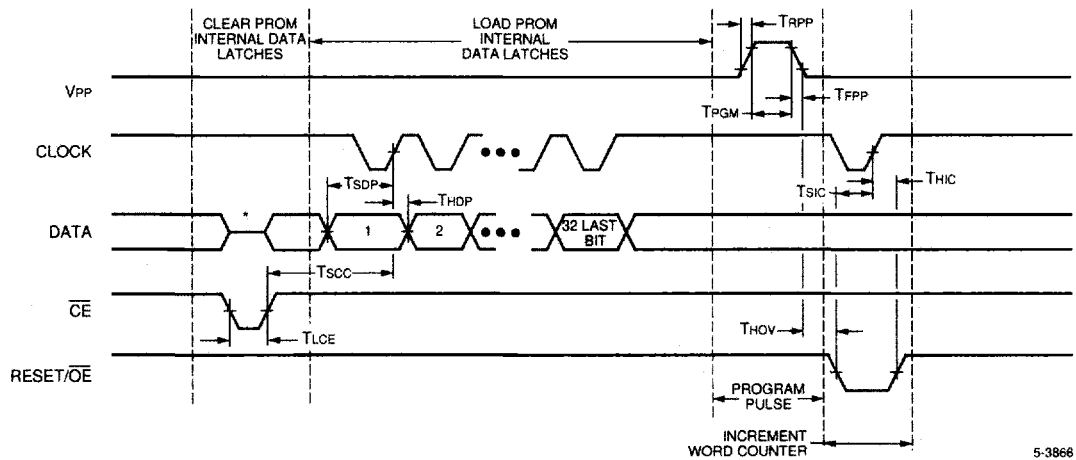 CLEAR PROM
INTERNAL DATA
LATCHES
LOAD PROM
INTERNAL
DATA LATCHES
TRPP
VPP
TFPP
TPGM
CLOCK
TSDP
THDP
TSIC
THIC
DATA
*
1
2
32 LAST
BIT
TSCC
CE
TLCE
THOV
RESET/OE
PROGRAM
PULSE
INCREMENT
WORD COUNTER
5-3866